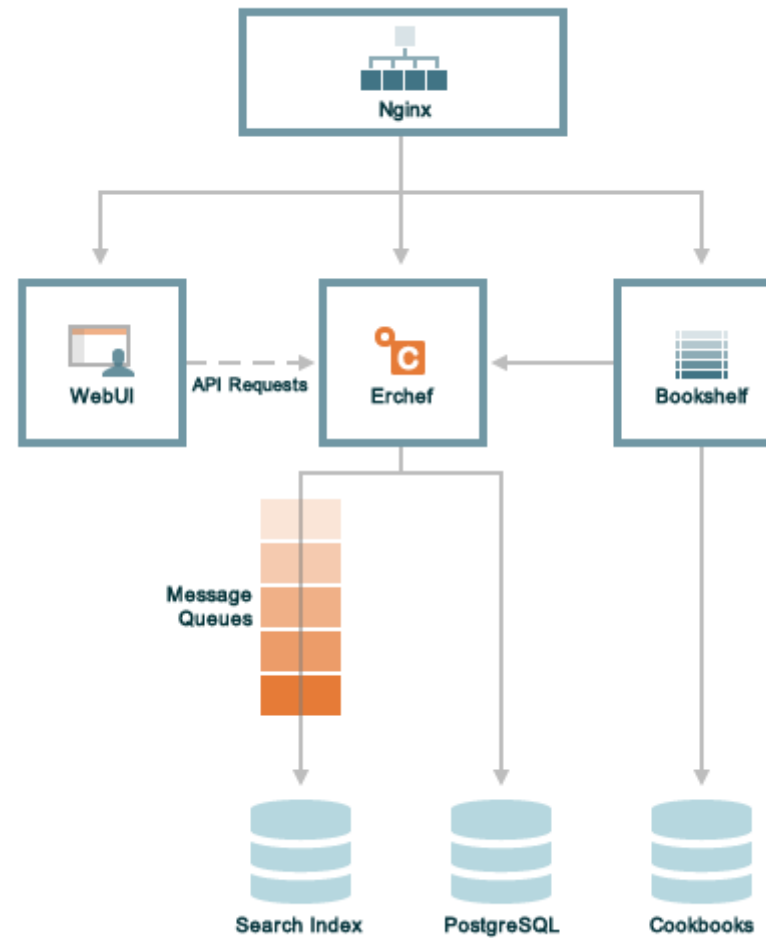 Nginx
WebUI
API Requests
Erchef
Bookshelf
Message
Queues
Search Index
PostgreSQL
Cookbooks